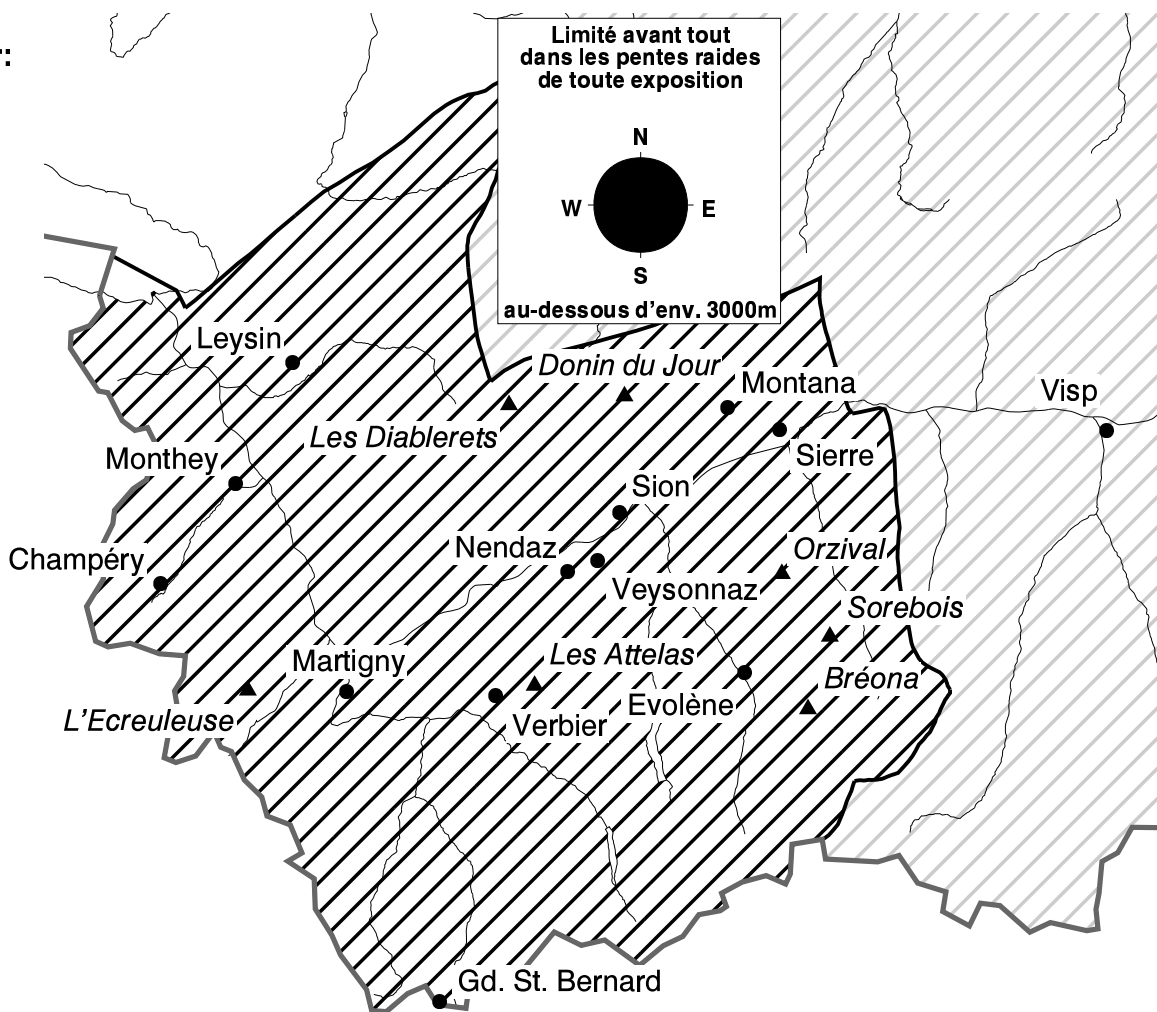 r:
Limité avant tout
dans les pentes raides
de toute exposition
N
W
E
S
au-dessous d'env. 3000m
Leysin
Donin du Jour
Montana
Visp
Les Diablerets
Sierre
Monthey
Sion
Nendaz
Orzival
Champéry
Veysonnaz
Sorebois
Martigny
Les Attelas
Bréona
L'Ecreuleuse
Verbier
Evolène
Gd. St. Bernard